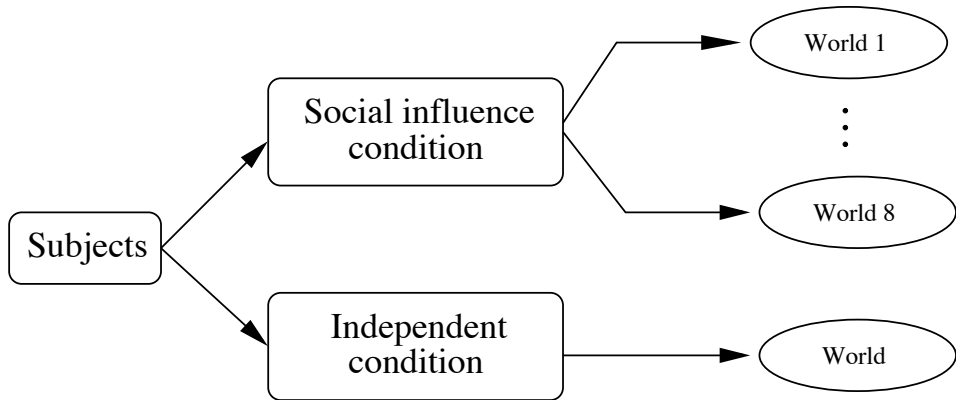 World 1
Social influence
condition
World 8
Subjects
Independent
condition
World